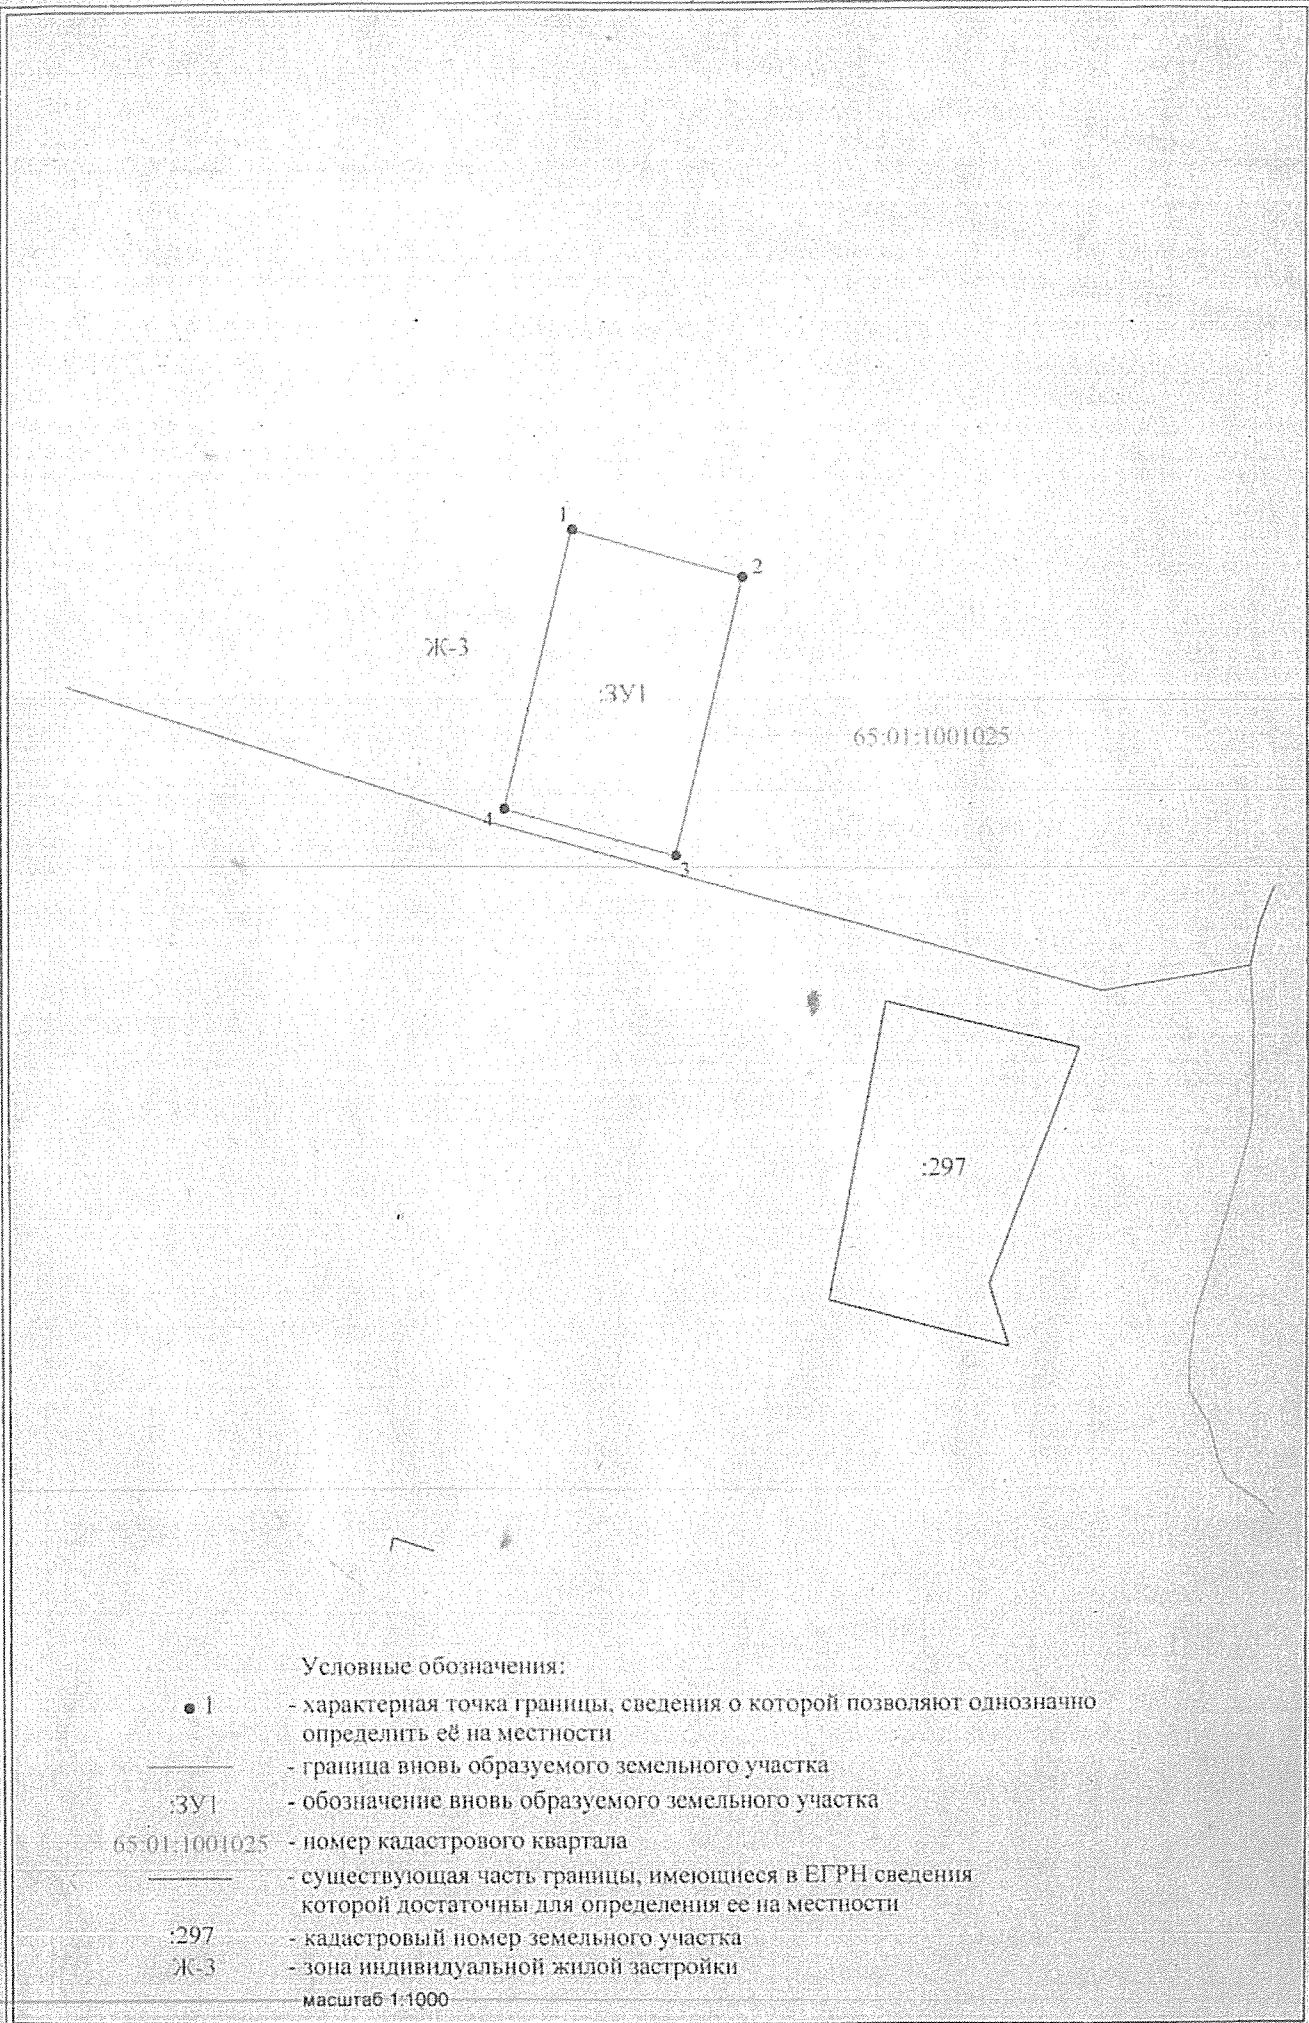 1
2
Ж-3
:ЗУ1
65:01:1001025
4
3
:297
Условные обозначения:
1 - характерная точка границы, сведения о которой позволяют однозначно
определить её на местности
- граница вновь образуемого земельного участка
:ЗУ1 - обозначение вновь образуемого земельного участка
65:01:1001025 - номер кадастрового квартала
- существующая часть границы, имеющиеся в ЕГРН сведения
которой достаточны для определения ее на местности
:297 - кадастровый номер земельного участка
Ж-3 - зона индивидуальной жилой застройки
масштаб 1:1000